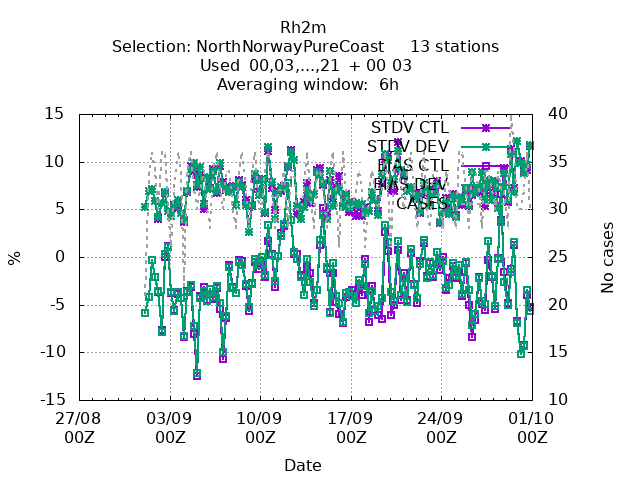 Rh2m
Selection: NorthNorwayPureCoast 13 stations
Used 00,03,...,21 + 00 03
Averaging window: 6h
15
10
5
0
-5
-10
-15
%
40
35
30
25
20
15
10
No cases
STDV CTL
STDV DEV
BIAS CTL
BIAS DEV
CASES
27/08 03/09 10/09 17/09 24/09 01/10
00Z 00Z 00Z 00Z 00Z 00Z
Date